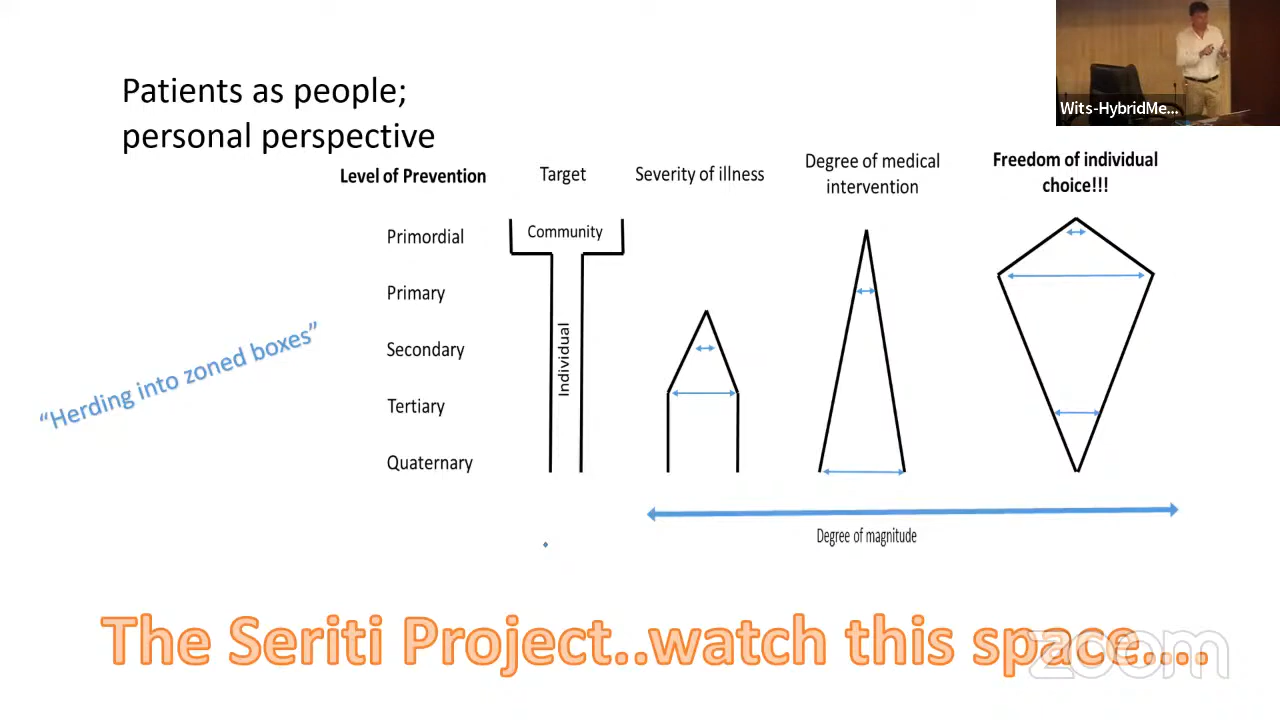 Patients as people;
personal perspective
Wits-HybridMe...
Level of Prevention
Target
Severity of illness
Degree of medical
intervention
Freedom of individual
choice!!!
Primordial
Community
Primary
Secondary
Individual
Tertiary
Quaternary
“Herding into zoned boxes”
Degree of magnitude
The Seriti Project..watch this space....
zoom